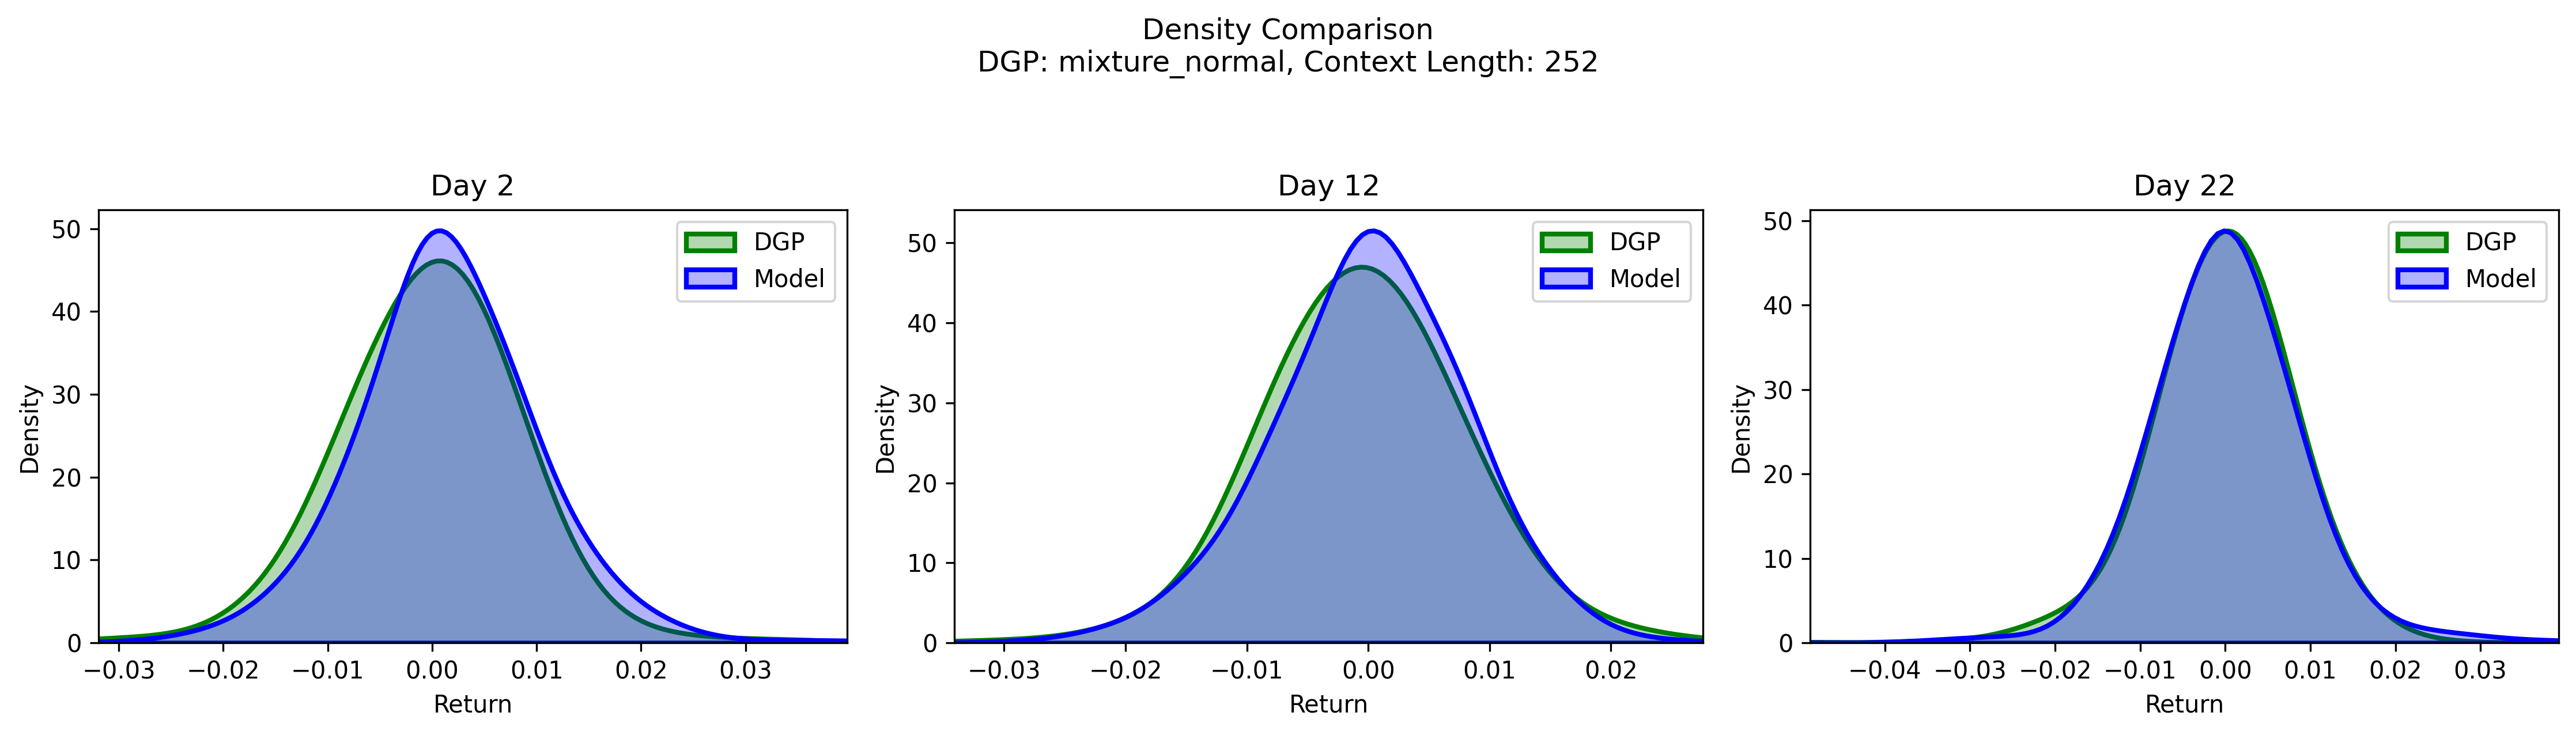 Density Comparison
DGP: mixture_normal, Context Length: 252
Day 2
50
40
30
20
10
0
Density
−0.03 −0.02 −0.01 0.00 0.01 0.02 0.03
Return
DGP
Model
Day 12
50
40
30
20
10
0
Density
−0.03 −0.02 −0.01 0.00 0.01 0.02
Return
DGP
Model
Day 22
50
40
30
20
10
0
Density
−0.04 −0.03 −0.02 −0.01 0.00 0.01 0.02 0.03
Return
DGP
Model